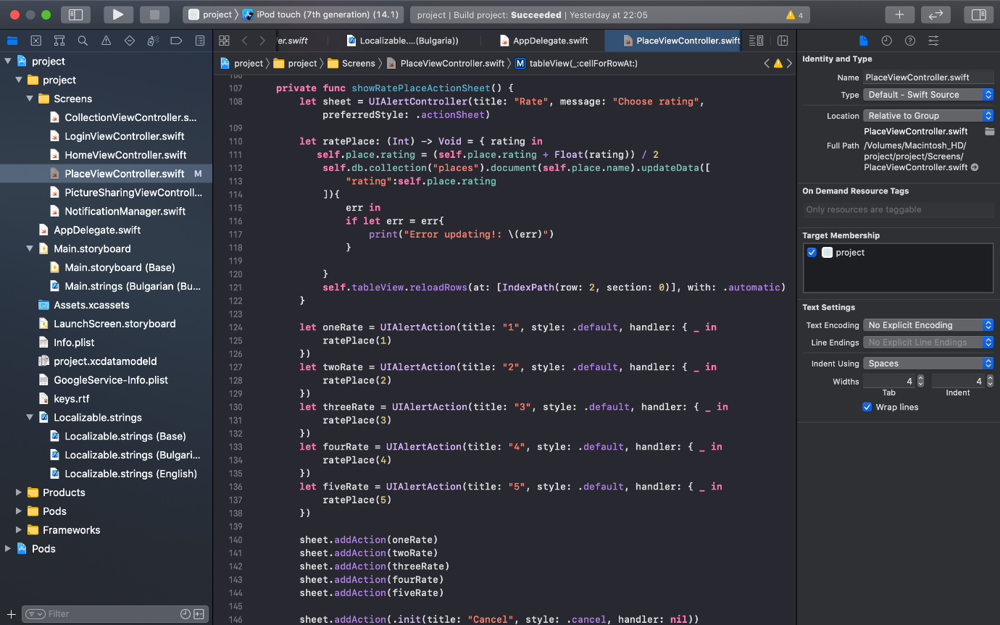 project
iPod touch (7th generation) (14.1)
project | Build project: Succeeded | Yesterday at 22:05
4
er.swift
Localizable....(Bulgaria))
AppDelegate.swift
PlaceViewController.swift
project
project
Screens
PlaceViewController.swift
M
tableView(_:cellForRowAt:)
project
project
Screens
CollectionViewController.s...
LoginViewController.swift
HomeViewController.swift
PlaceViewController.swift
M
PictureSharingViewControll...
NotificationManager.swift
AppDelegate.swift
Main.storyboard
Main.storyboard (Base)
Main.strings (Bulgarian (Bu...
Assets.xcassets
LaunchScreen.storyboard
Info.plist
project.xcdatamodeld
GoogleService-Info.plist
keys.rtf
Localizable.strings
Localizable.strings (Base)
Localizable.strings (Bulgari...
Localizable.strings (English)
Products
Pods
Frameworks
Pods
Filter
106
107 private func showRatePlaceActionSheet() {
108 let sheet = UIAlertController(title: "Rate", message: "Choose rating",
preferredStyle: .actionSheet)
109
110 let ratePlace: (Int) -> Void = { rating in
111 self.place.rating = (self.place.rating + Float(rating)) / 2
112 self.db.collection("places").document(self.place.name).updateData([
113 "rating":self.place.rating
114 ]){
115 err in
116 if let err = err{
117 print("Error updating!: \(err)")
118 }
119
120 }
121 self.tableView.reloadRows(at: [IndexPath(row: 2, section: 0)], with: .automatic)
122 }
123
124 let oneRate = UIAlertAction(title: "1", style: .default, handler: { _ in
125 ratePlace(1)
126 })
127 let twoRate = UIAlertAction(title: "2", style: .default, handler: { _ in
128 ratePlace(2)
129 })
130 let threeRate = UIAlertAction(title: "3", style: .default, handler: { _ in
131 ratePlace(3)
132 })
133 let fourRate = UIAlertAction(title: "4", style: .default, handler: { _ in
134 ratePlace(4)
135 })
136 let fiveRate = UIAlertAction(title: "5", style: .default, handler: { _ in
137 ratePlace(5)
138 })
139
140 sheet.addAction(oneRate)
141 sheet.addAction(twoRate)
142 sheet.addAction(threeRate)
143 sheet.addAction(fourRate)
144 sheet.addAction(fiveRate)
145
146 sheet.addAction(.init(title: "Cancel", style: .cancel, handler: nil))
Identity and Type
Name PlaceViewController.swift
Type Default - Swift Source
Location Relative to Group
PlaceViewController.swift
Full Path /Volumes/Macintosh_HD/
project/project/Screens/
PlaceViewController.swift
On Demand Resource Tags
Only resources are taggable
Target Membership
project
Text Settings
Text Encoding No Explicit Encoding
Line Endings No Explicit Line Endings
Indent Using Spaces
Widths 4 4
Tab Indent
Wrap lines